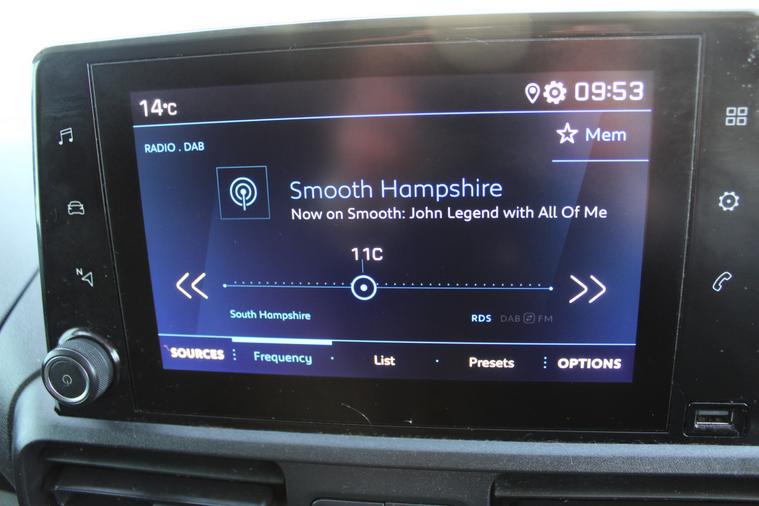 14°C
09:53
RADIO . DAB
Mem
Smooth Hampshire
Now on Smooth: John Legend with All Of Me
11C
South Hampshire
RDS DAB FM
SOURCES Frequency List Presets OPTIONS
N